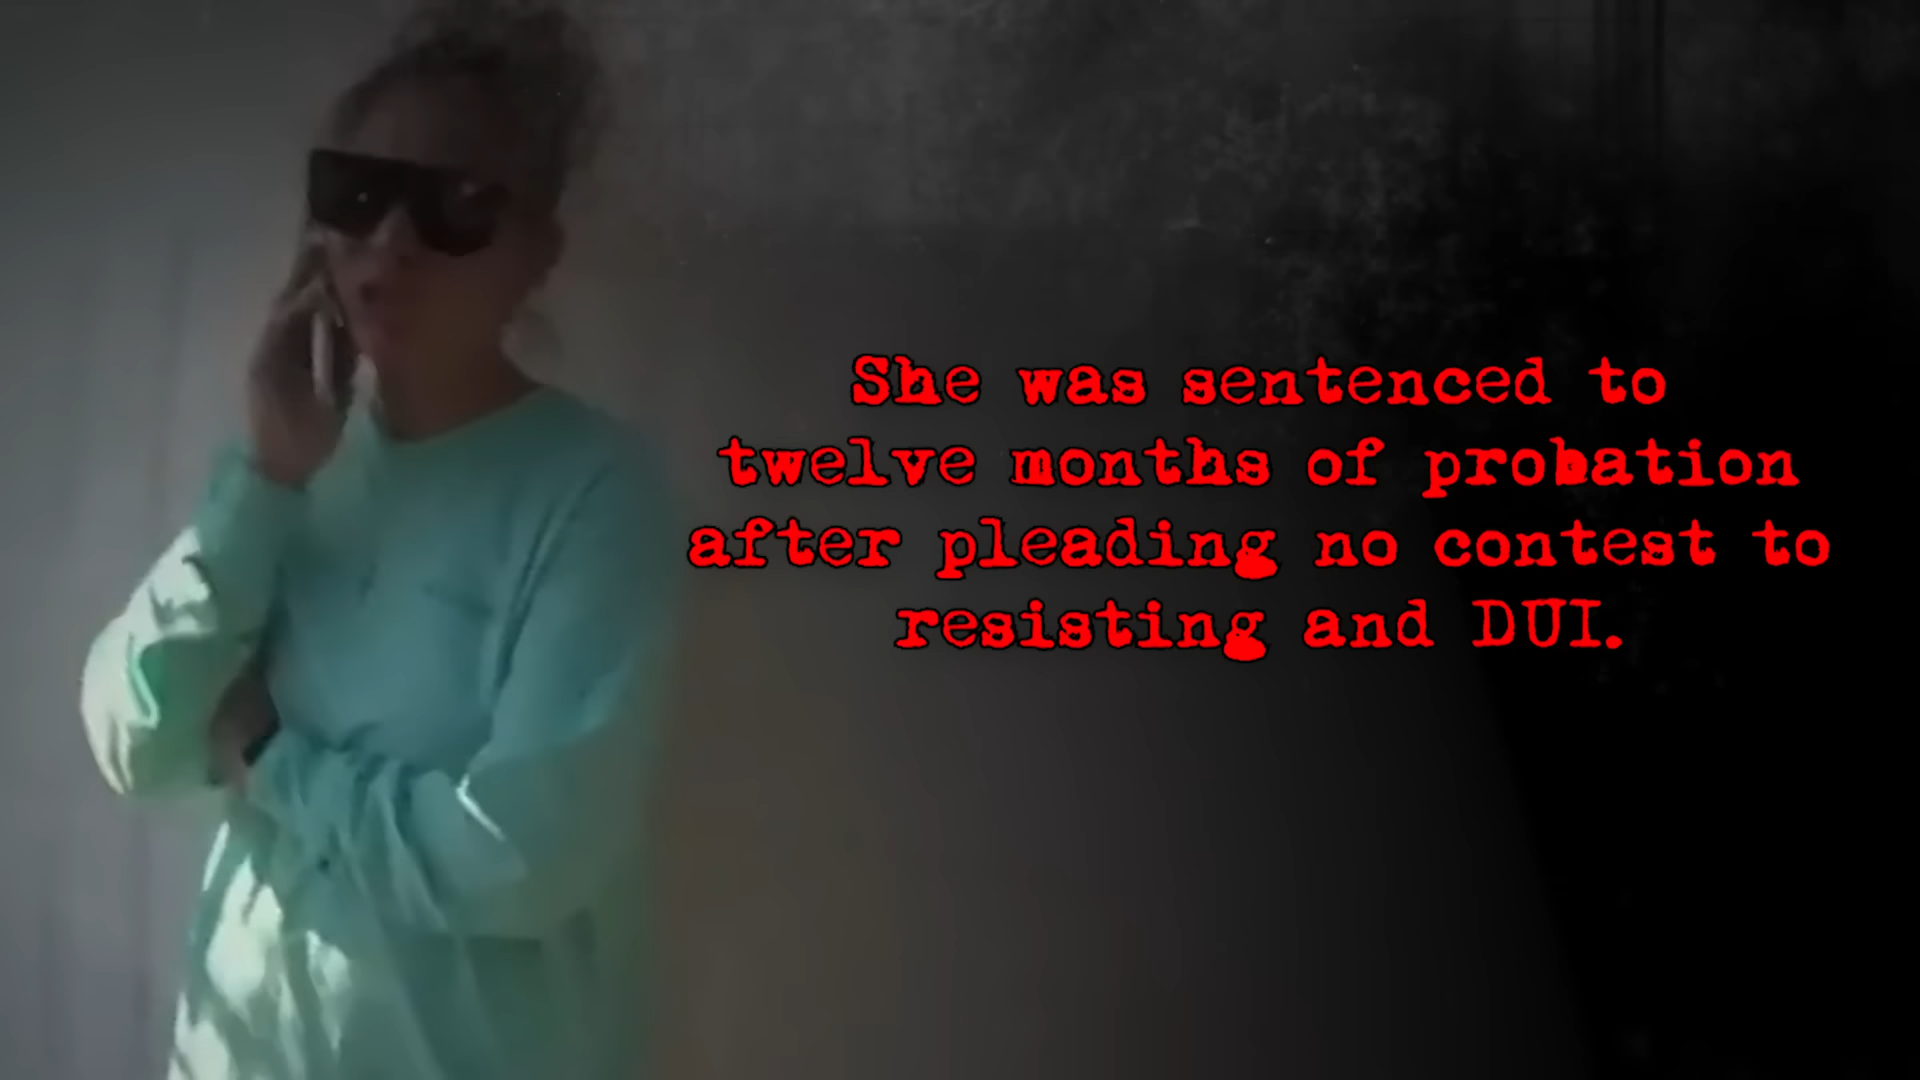 She was sentenced to
twelve months of probation
after pleading no contest to
resisting and DUI.